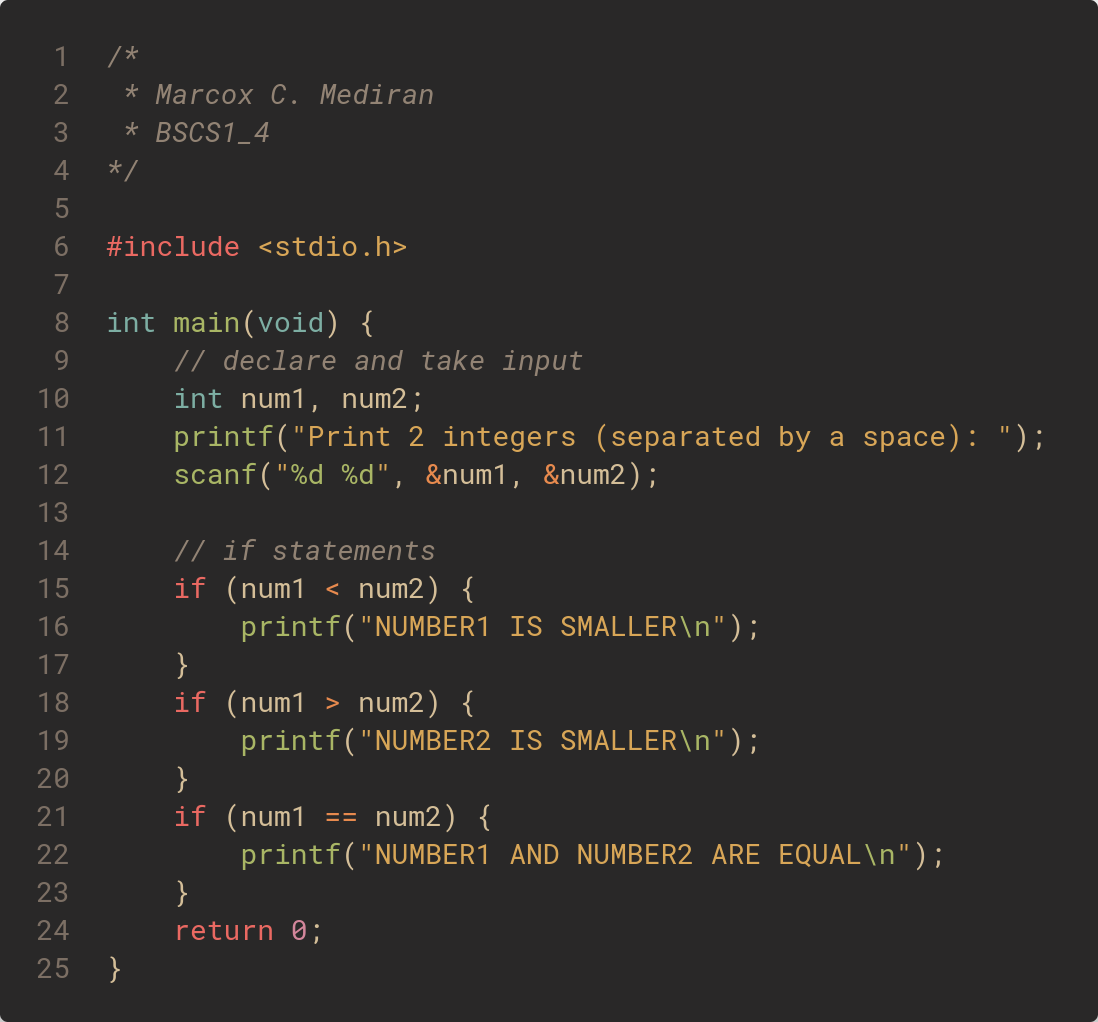 1 /*
2  * Marcox C. Mediran
3  * BSCS1_4
4 */
5
6 #include <stdio.h>
7
8 int main(void) {
9     // declare and take input
10     int num1, num2;
11     printf("Print 2 integers (separated by a space): ");
12     scanf("%d %d", &num1, &num2);
13
14     // if statements
15     if (num1 < num2) {
16         printf("NUMBER1 IS SMALLER\n");
17     }
18     if (num1 > num2) {
19         printf("NUMBER2 IS SMALLER\n");
20     }
21     if (num1 == num2) {
22         printf("NUMBER1 AND NUMBER2 ARE EQUAL\n");
23     }
24     return 0;
25 }